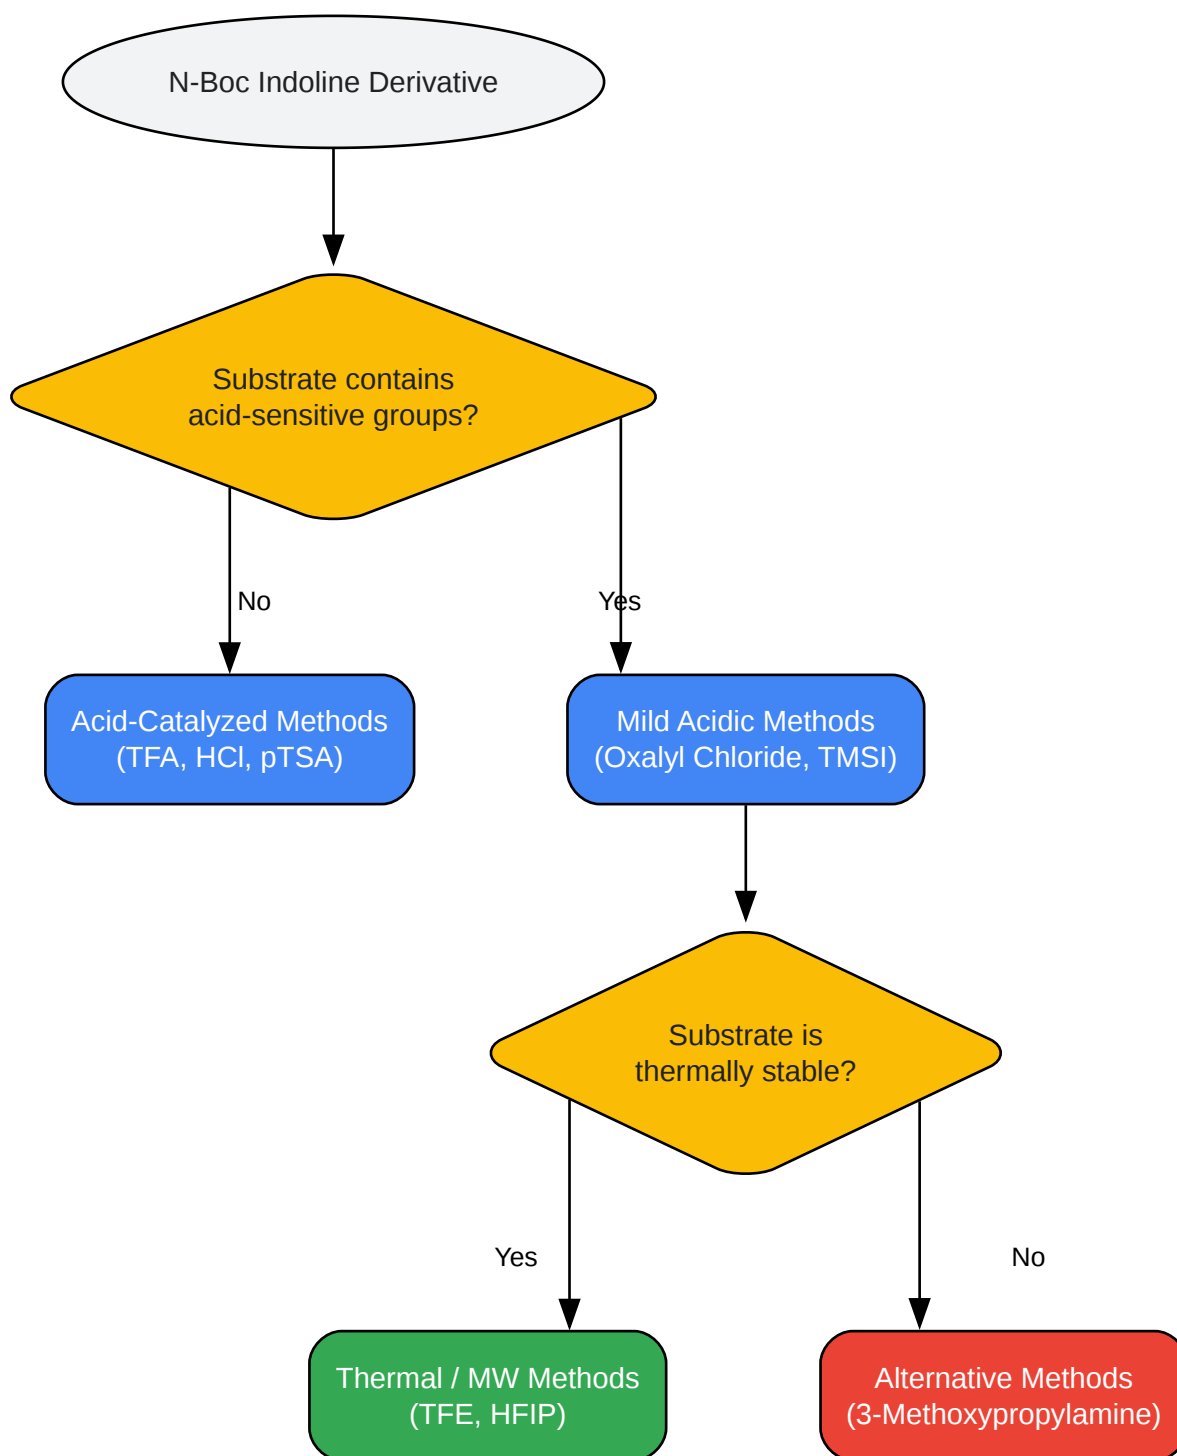 N-Boc Indoline Derivative
Substrate contains
acid-sensitive groups?
No
Yes
Acid-Catalyzed Methods
(TFA, HCl, pTSA)
Mild Acidic Methods
(Oxalyl Chloride, TMSI)
Substrate is
thermally stable?
Yes
No
Thermal / MW Methods
(TFE, HFIP)
Alternative Methods
(3-Methoxypropylamine)